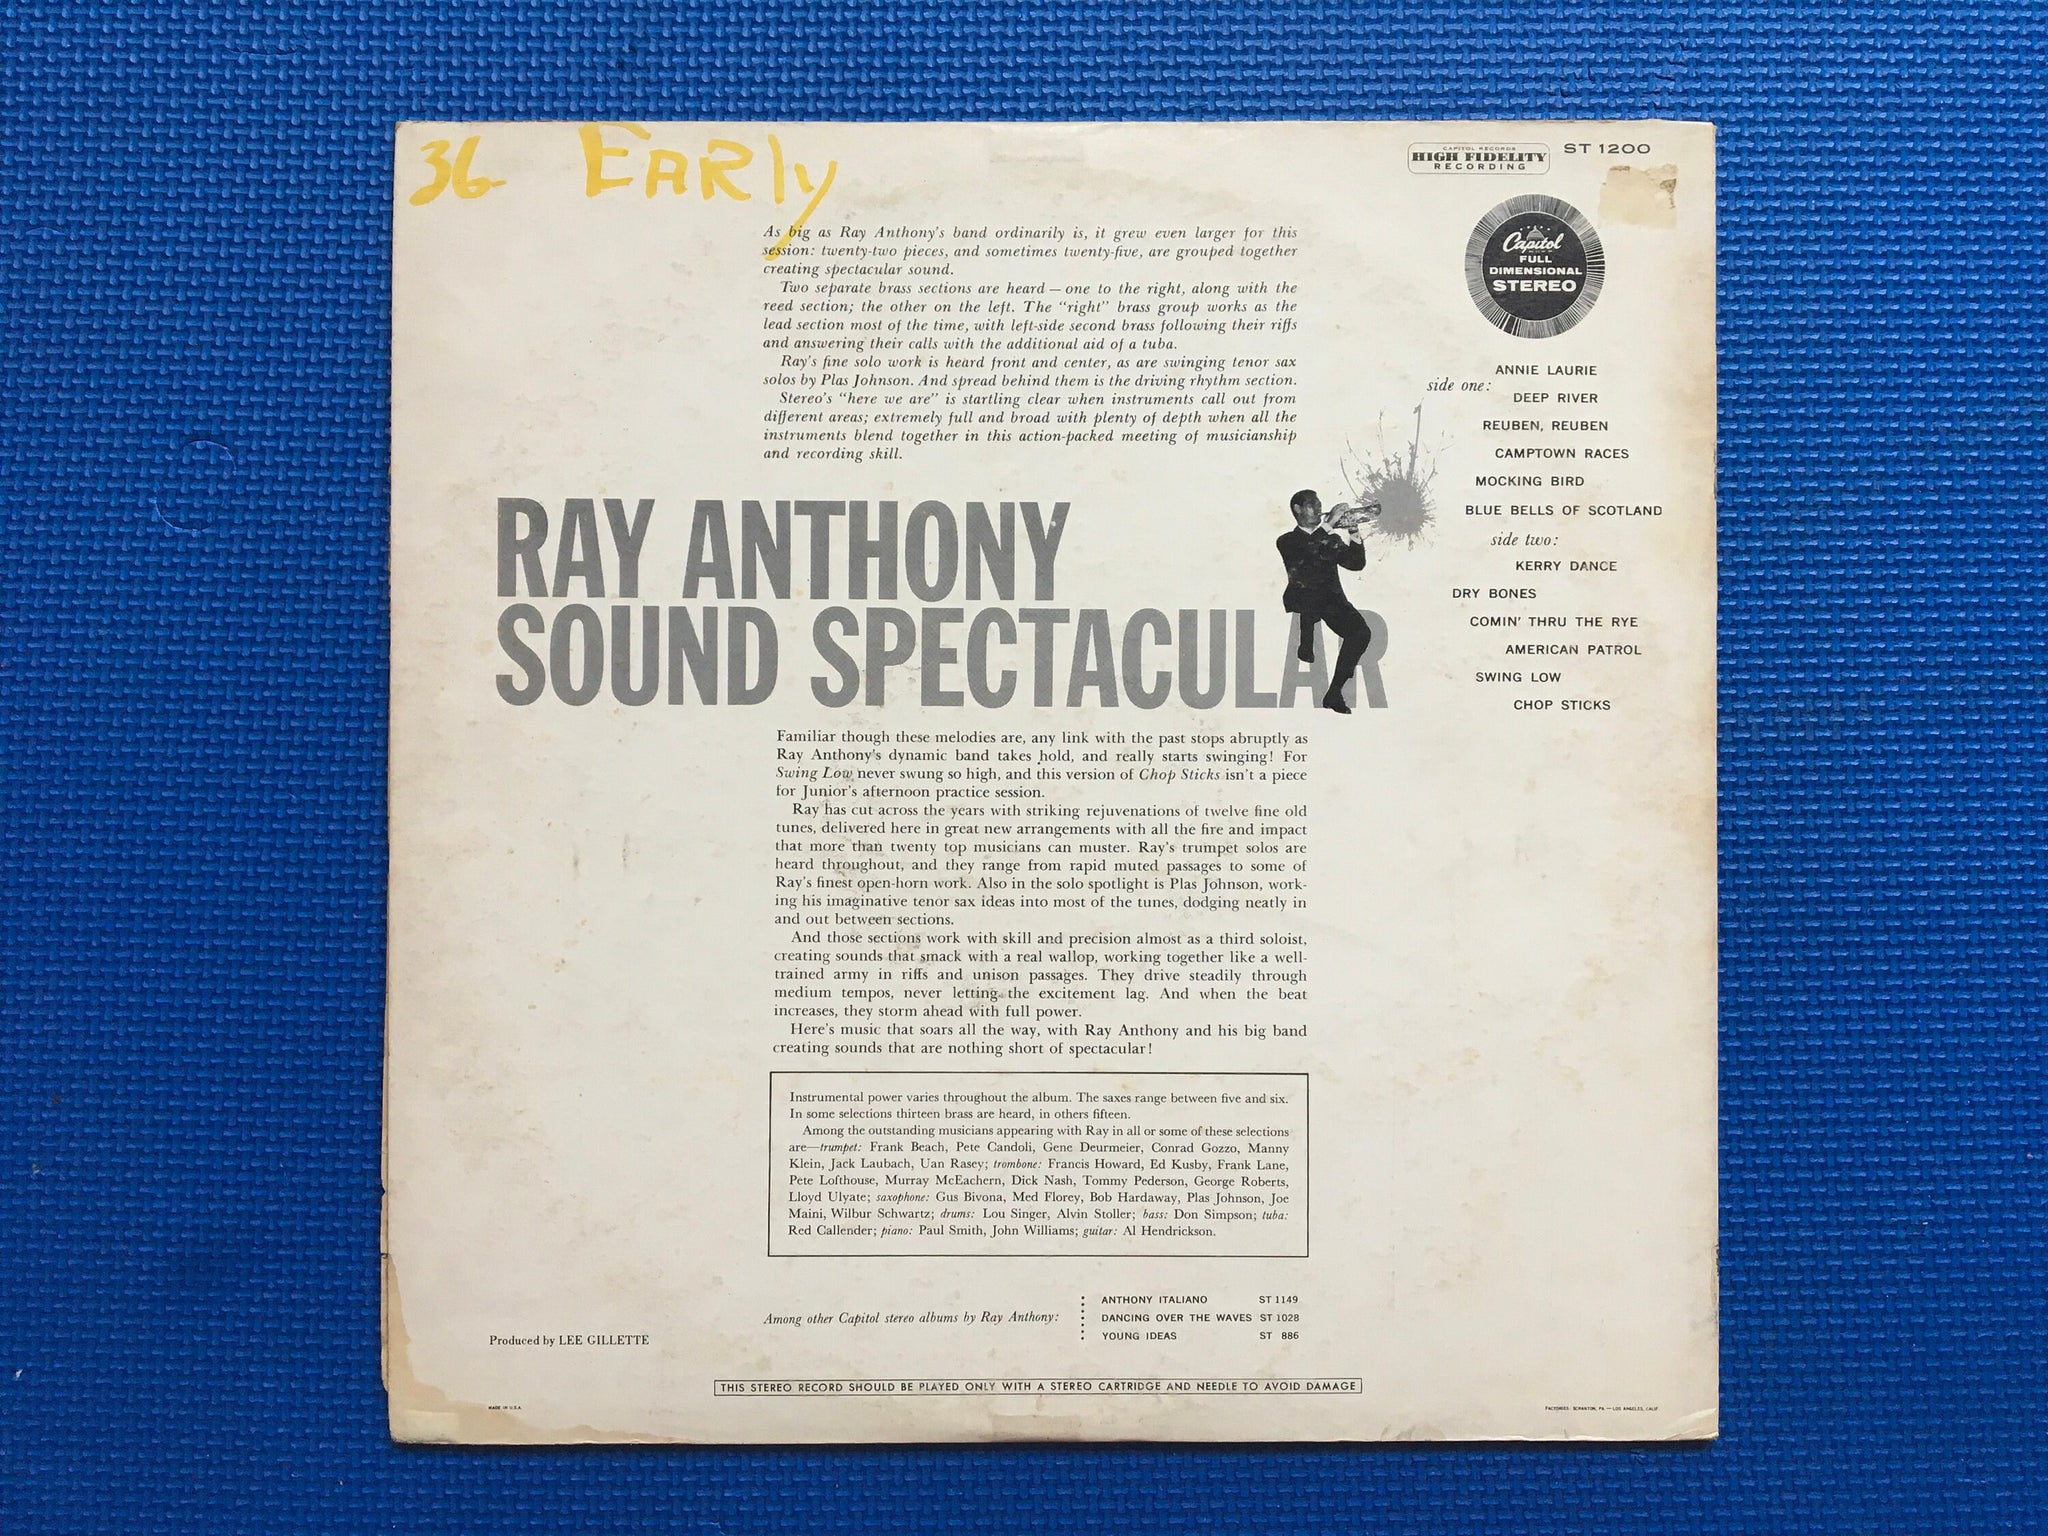 36 EARly
CAPITOL RECORDS
HIGH FIDELITY
RECORDING
ST 1200
Capitol
FULL
DIMENSIONAL
STEREO
As big as Ray Anthony's band ordinarily is, it grew even larger for this
session: twenty-two pieces, and sometimes twenty-five, are grouped together
creating spectacular sound.
Two separate brass sections are heard — one to the right, along with the
reed section; the other on the left. The "right" brass group works as the
lead section most of the time, with left-side second brass following their riffs
and answering their calls with the additional aid of a tuba.
Ray's fine solo work is heard front and center, as are swinging tenor sax
solos by Plas Johnson. And spread behind them is the driving rhythm section.
Stereo's "here we are" is startling clear when instruments call out from
different areas; extremely full and broad with plenty of depth when all the
instruments blend together in this action-packed meeting of musicianship
and recording skill.
ANNIE LAURIE
side one:
DEEP RIVER
REUBEN, REUBEN
CAMPTOWN RACES
MOCKING BIRD
BLUE BELLS OF SCOTLAND
side two:
KERRY DANCE
DRY BONES
COMIN' THRU THE RYE
AMERICAN PATROL
SWING LOW
CHOP STICKS
RAY ANTHONY
SOUND SPECTACULAR
Familiar though these melodies are, any link with the past stops abruptly as
Ray Anthony's dynamic band takes hold, and really starts swinging! For
Swing Low never swung so high, and this version of Chop Sticks isn't a piece
for Junior's afternoon practice session.
Ray has cut across the years with striking rejuvenations of twelve fine old
tunes, delivered here in great new arrangements with all the fire and impact
that more than twenty top musicians can muster. Ray's trumpet solos are
heard throughout, and they range from rapid muted passages to some of
Ray's finest open-horn work. Also in the solo spotlight is Plas Johnson, work-
ing his imaginative tenor sax ideas into most of the tunes, dodging neatly in
and out between sections.
And those sections work with skill and precision almost as a third soloist,
creating sounds that smack with a real wallop, working together like a well-
trained army in riffs and unison passages. They drive steadily through
medium tempos, never letting the excitement lag. And when the beat
increases, they storm ahead with full power.
Here's music that soars all the way, with Ray Anthony and his big band
creating sounds that are nothing short of spectacular!
Instrumental power varies throughout the album. The saxes range between five and six.
In some selections thirteen brass are heard, in others fifteen.
Among the outstanding musicians appearing with Ray in all or some of these selections
are—trumpet: Frank Beach, Pete Candoli, Gene Deurmeier, Conrad Gozzo, Manny
Klein, Jack Laubach, Uan Rasey; trombone: Francis Howard, Ed Kusby, Frank Lane,
Pete Lofthouse, Murray McEachern, Dick Nash, Tommy Pederson, George Roberts,
Lloyd Ulyate; saxophone: Gus Bivona, Med Florey, Bob Hardaway, Plas Johnson, Joe
Maini, Wilbur Schwartz; drums: Lou Singer, Alvin Stoller; bass: Don Simpson; tuba:
Red Callender; piano: Paul Smith, John Williams; guitar: Al Hendrickson.
Among other Capitol stereo albums by Ray Anthony:
ANTHONY ITALIANO ST 1149
DANCING OVER THE WAVES ST 1028
YOUNG IDEAS ST 886
Produced by LEE GILLETTE
THIS STEREO RECORD SHOULD BE PLAYED ONLY WITH A STEREO CARTRIDGE AND NEEDLE TO AVOID DAMAGE
MADE IN U.S.A.
FACTORIES: SCRANTON, PA. — LOS ANGELES, CALIF.